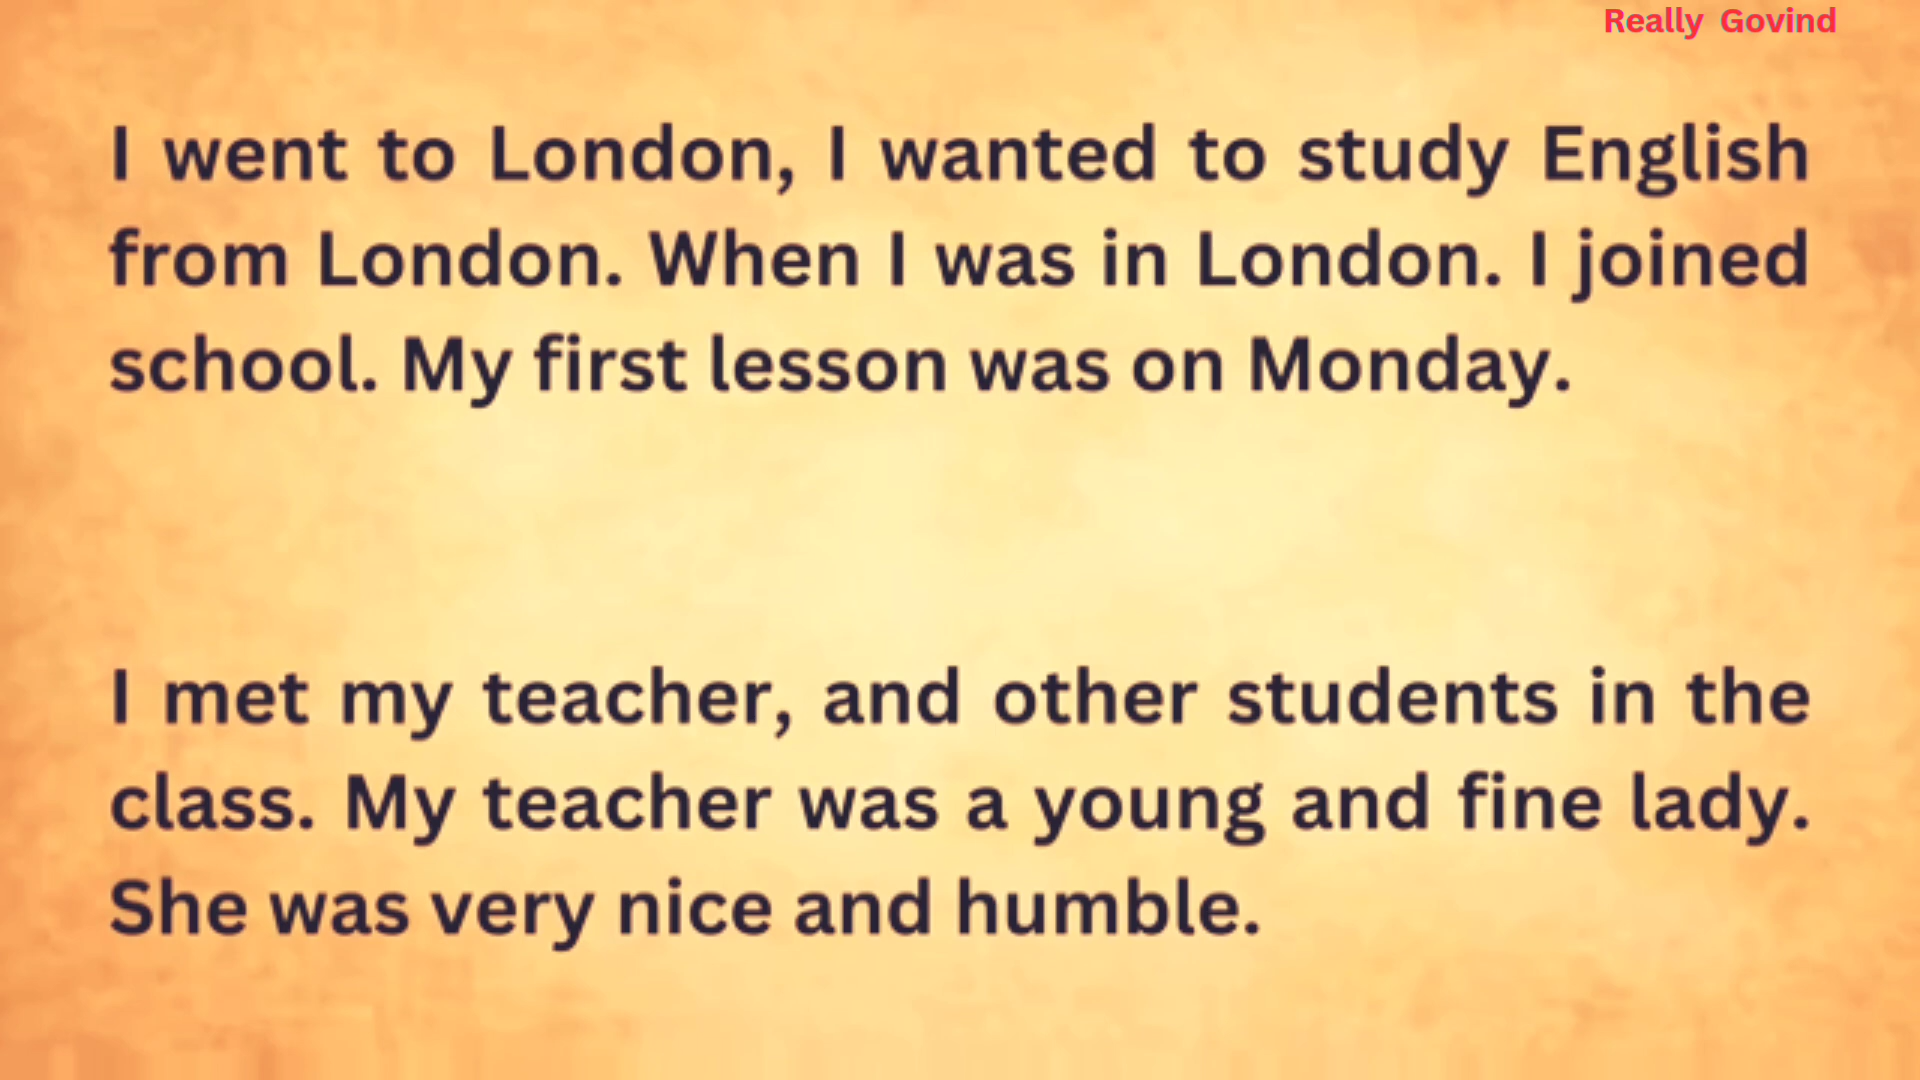 Really Govind
I went to London, I wanted to study English
from London. When I was in London. I joined
school. My first lesson was on Monday.
I met my teacher, and other students in the
class. My teacher was a young and fine lady.
She was very nice and humble.